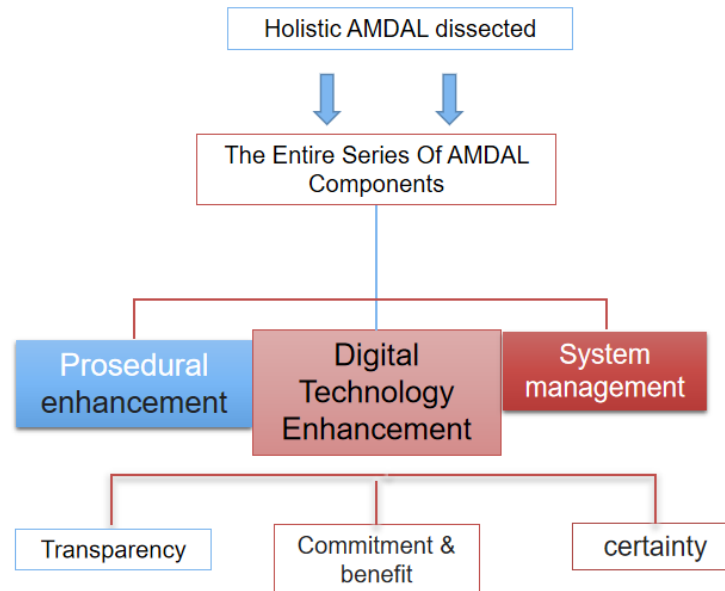 Holistic AMDAL dissected
The Entire Series Of AMDAL
Components
Prosedural
enhancement
Digital
Technology
Enhancement
System
management
Transparency
Commitment &
benefit
certainty